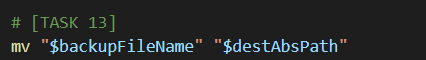 # [TASK 13]
mv "$backupFileName" "$destAbsPath"